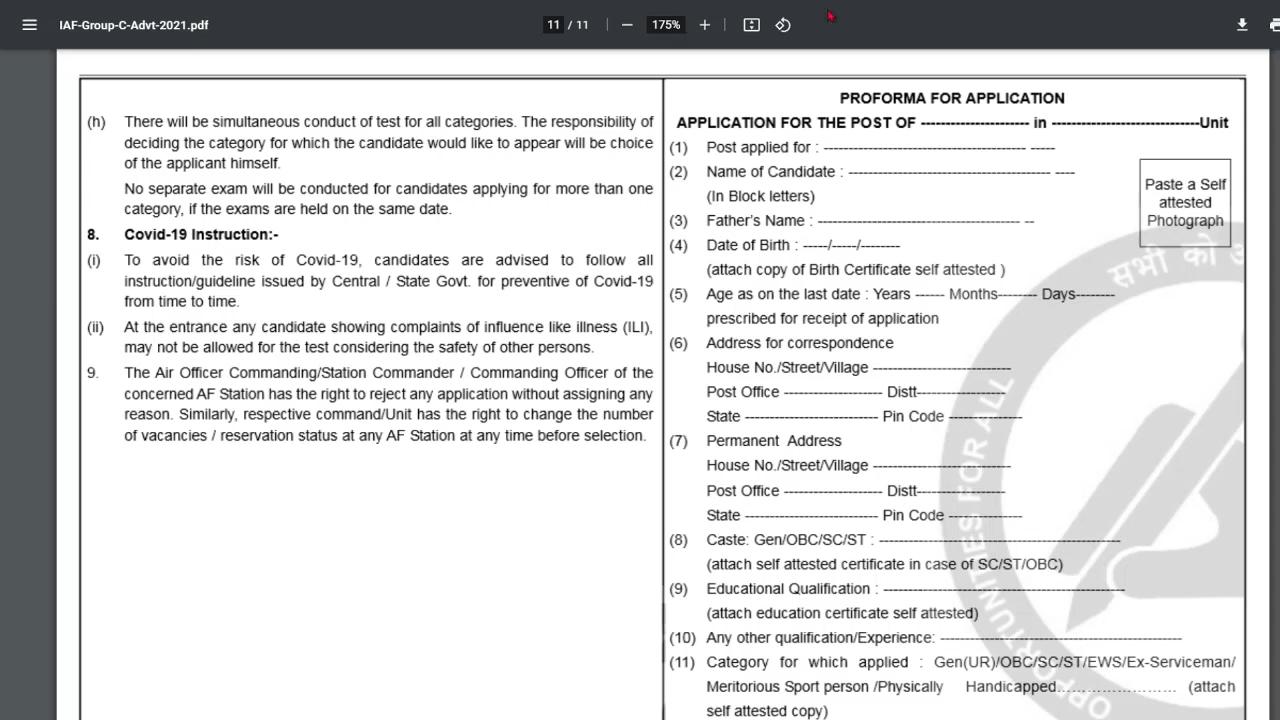 IAF-Group-C-Advt-2021.pdf
11 / 11
175%
(h) There will be simultaneous conduct of test for all categories. The responsibility of
deciding the category for which the candidate would like to appear will be choice
of the applicant himself.
No separate exam will be conducted for candidates applying for more than one
category, if the exams are held on the same date.
8. Covid-19 Instruction:-
(i) To avoid the risk of Covid-19, candidates are advised to follow all
instruction/guideline issued by Central / State Govt. for preventive of Covid-19
from time to time.
(ii) At the entrance any candidate showing complaints of influence like illness (ILI),
may not be allowed for the test considering the safety of other persons.
9. The Air Officer Commanding/Station Commander / Commanding Officer of the
concerned AF Station has the right to reject any application without assigning any
reason. Similarly, respective command/Unit has the right to change the number
of vacancies / reservation status at any AF Station at any time before selection.
PROFORMA FOR APPLICATION
APPLICATION FOR THE POST OF ---------------------- in ------------------------------Unit
(1) Post applied for : ----------------------------------------- -----
(2) Name of Candidate : ----------------------------------------- ----
(In Block letters)
Paste a Self
attested
Photograph
(3) Father's Name : ----------------------------------------- --
(4) Date of Birth : -----/-----/--------
(attach copy of Birth Certificate self attested )
(5) Age as on the last date : Years ------ Months-------- Days--------
prescribed for receipt of application
(6) Address for correspondence
House No./Street/Village ----------------------------
Post Office -------------------- Distt------------------
State --------------------------- Pin Code ---------------
(7) Permanent Address
House No./Street/Village ----------------------------
Post Office -------------------- Distt------------------
State --------------------------- Pin Code ---------------
(8) Caste: Gen/OBC/SC/ST : -------------------------------------------------
(attach self attested certificate in case of SC/ST/OBC)
(9) Educational Qualification : -------------------------------------------------
(attach education certificate self attested)
(10) Any other qualification/Experience: -------------------------------------------------
(11) Category for which applied : Gen(UR)/OBC/SC/ST/EWS/Ex-Serviceman/
Meritorious Sport person /Physically Handicapped........................... (attach
self attested copy)
सभी को
OPPORTUNITIES FOR ALL